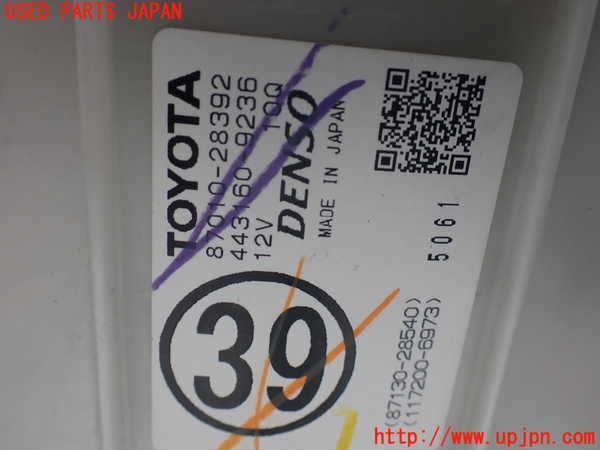 USED PARTS JAPAN
TOYOTA
87010-28392
443160-9236
12V 10Q
DENSO
MADE IN JAPAN
5061
39
(87130-28540)
(117200-6973)
http://www.upjpn.com/